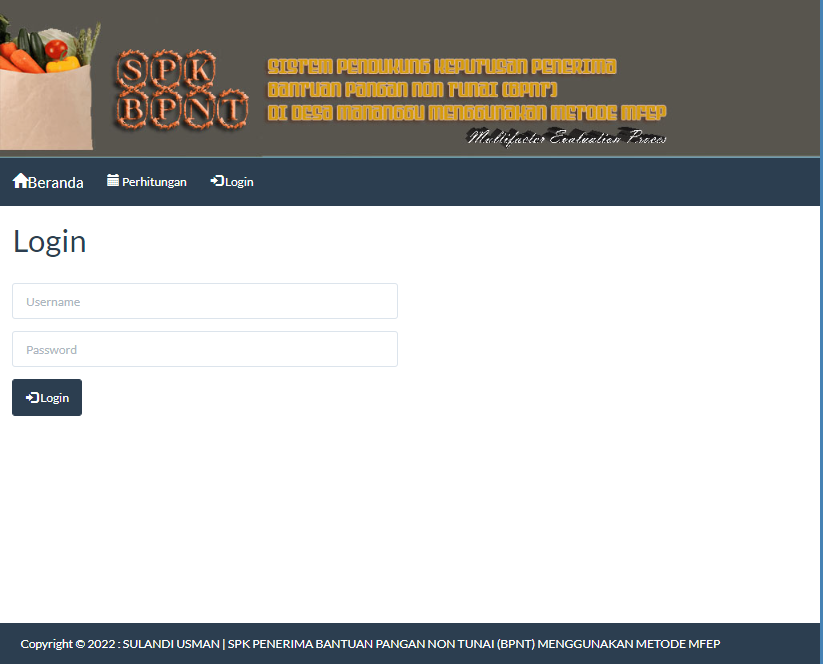 SPK
BPNT
SISTEM PENDUKUNG KEPUTUSAN PENERIMA
BANTUAN PANGAN NON TUNAI (BPNT)
DI DESA MANANGGU MENGGUNAKAN METODE MFEP
Multifactor Evaluation Proces
Beranda
Perhitungan
Login
Login
Username
Password
Login
Copyright © 2022 : SULANDI USMAN | SPK PENERIMA BANTUAN PANGAN NON TUNAI (BPNT) MENGGUNAKAN METODE MFEP